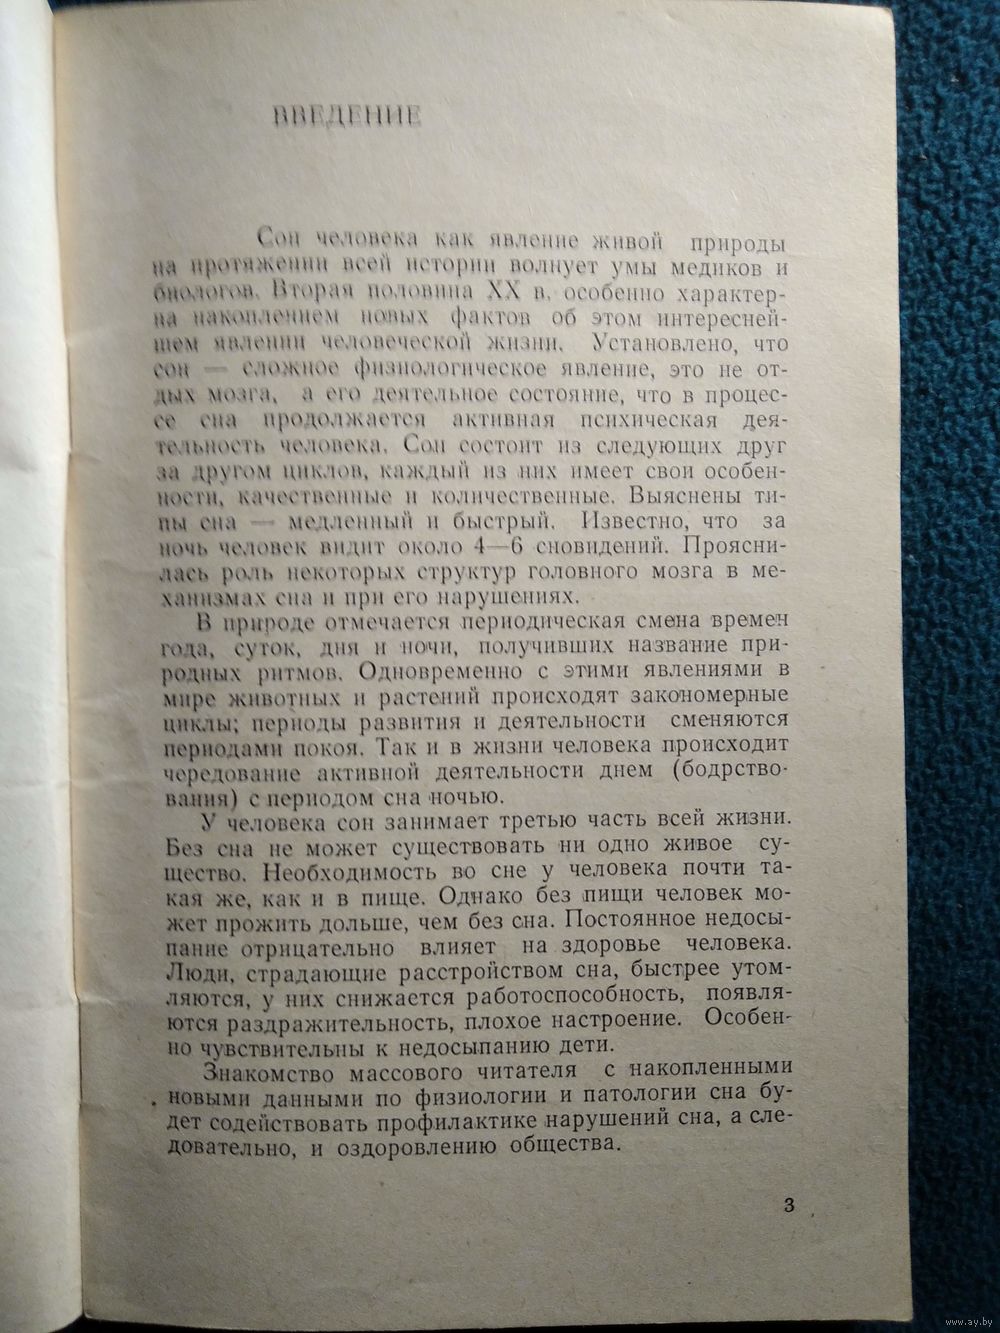 ВВЕДЕНИЕ
Сон человека как явление живой природы
на протяжении всей истории волнует умы медиков и
биологов. Вторая половина XX в. особенно характер-
на накоплением новых фактов об этом интересней-
шем явлении человеческой жизни. Установлено, что
сон — сложное физиологическое явление, это не от-
дых мозга, а его деятельное состояние, что в процес-
се сна продолжается активная психическая дея-
тельность человека. Сон состоит из следующих друг
за другом циклов, каждый из них имеет свои особен-
ности, качественные и количественные. Выяснены ти-
пы сна — медленный и быстрый. Известно, что за
ночь человек видит около 4—6 сновидений. Проясни-
лась роль некоторых структур головного мозга в ме-
ханизмах сна и при его нарушениях.
В природе отмечается периодическая смена времен
года, суток, дня и ночи, получивших название при-
родных ритмов. Одновременно с этими явлениями в
мире животных и растений происходят закономерные
циклы; периоды развития и деятельности сменяются
периодами покоя. Так и в жизни человека происходит
чередование активной деятельности днем (бодрство-
вания) с периодом сна ночью.
У человека сон занимает третью часть всей жизни.
Без сна не может существовать ни одно живое су-
щество. Необходимость во сне у человека почти та-
кая же, как и в пище. Однако без пищи человек мо-
жет прожить дольше, чем без сна. Постоянное недосы-
пание отрицательно влияет на здоровье человека.
Люди, страдающие расстройством сна, быстрее утом-
ляются, у них снижается работоспособность, появля-
ются раздражительность, плохое настроение. Особен-
но чувствительны к недосыпанию дети.
Знакомство массового читателя с накопленными
новыми данными по физиологии и патологии сна бу-
дет содействовать профилактике нарушений сна, а сле-
довательно, и оздоровлению общества.
3
www.ay.by